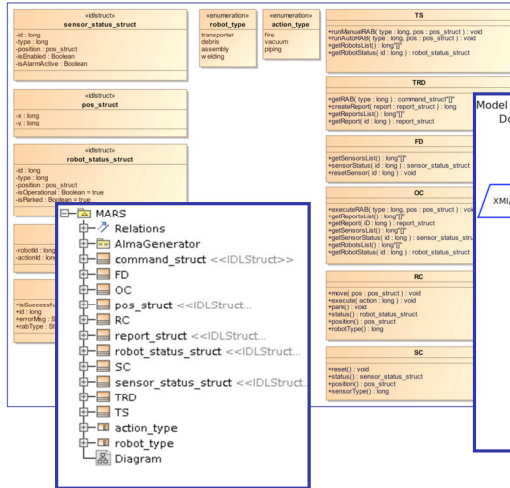 «idlstruct»
sensor_status_struct
-id : long
-type : long
-position : pos_struct
-isEnabled : Boolean
-isAlarmActive : Boolean
«enumeration»
robot_type
transporter
debris
assembly
welding
«enumeration»
action_type
fire
vacuum
piping
«idlstruct»
pos_struct
-x : long
-y : long
«idlstruct»
robot_status_struct
-id : long
-type : long
-position : pos_struct
-isOperational : Boolean = true
-isParked : Boolean = true
-robotId : long
-actionId : long
+isSuccessfu
+id : long
+errorMsg : S
+rabType : St
MARS
Relations
AlmaGenerator
command_struct <<IDLStruct>>
FD
OC
pos_struct <<IDLStruct...
RC
report_struct <<IDLStruct...
robot_status_struct <<IDLStruct...
SC
sensor_status_struct <<IDLStruct..
TRD
TS
action_type
robot_type
Diagram
TS
+runManualRAB( type : long, pos : pos_struct ) : void
+runAutoRAB( type : long, pos : pos_struct ) : void
+getRobotsList() : long"[]"
+getRobotStatus( id : long ) : robot_status_struct
TRD
+getRAB( type : long ) : command_struct"[]"
+createReport( report : report_struct ) : long
+getReportsList() : long"[]"
+getReport( id : long ) : report_struct
FD
+getSensorsList() : long"[]"
+sensorStatus( id : long ) : sensor_status_struct
+resetSensor( id : long ) : void
OC
+executeRAB( type : long, pos : pos_struct ) : void
+getReportsList() : long"[]"
+getReport( iD : long ) : report_struct
+getSensorsList() : long"[]"
+getSensorStatus( id : long ) : sensor_status_stru
+getRobotsList() : long"[]"
+getRobotStatus( id : long ) : robot_status_struct
RC
+move( pos : pos_struct ) : void
+execute( action : long ) : void
+park() : void
+status() : robot_status_struct
+position() : pos_struct
+robotType() : long
SC
+reset() : void
+status() : sensor_status_struct
+position() : pos_struct
+sensorType() : long
Model
Do
XMI/